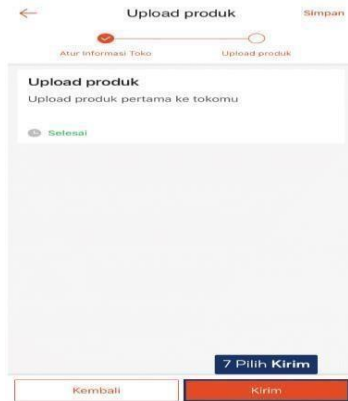 Upload produk Simpan
Atur Informasi Toko Upload produk
Upload produk
Upload produk pertama ke tokomu
Selesai
7 Pilih Kirim
Kembali Kirim